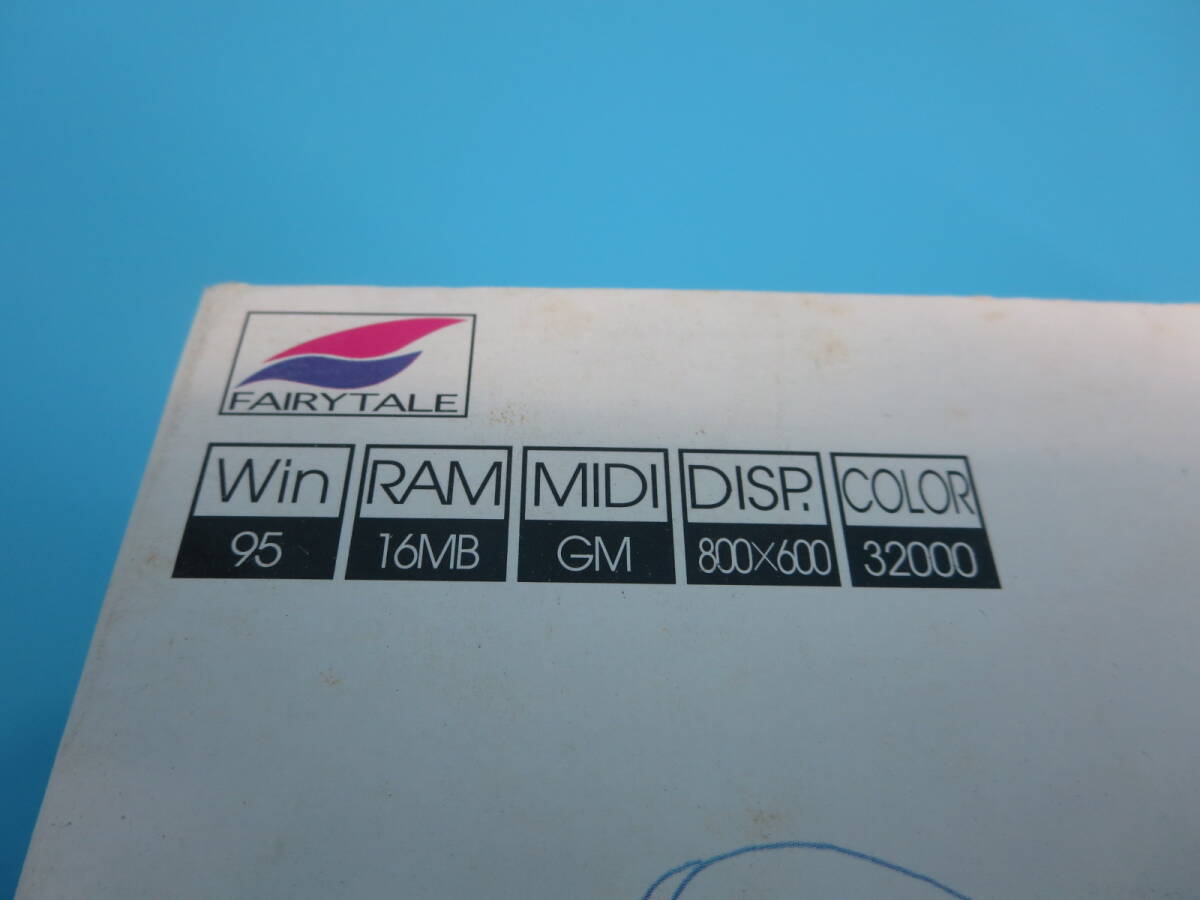 FAIRYTALE
Win RAM MIDI DISP. COLOR
95 16MB GM 800×600 32000